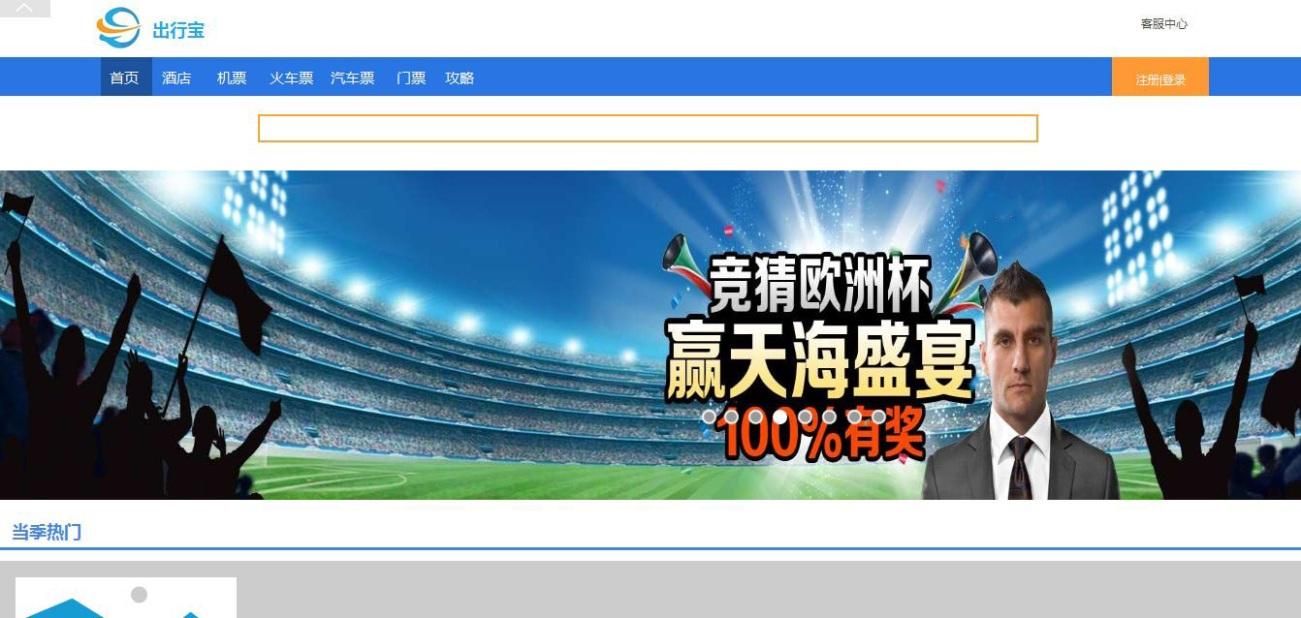 出行宝
客服中心
首页 酒店 机票 火车票 汽车票 门票 攻略
注册|登录
竞猜欧洲杯
赢天海盛宴
100%有奖
当季热门